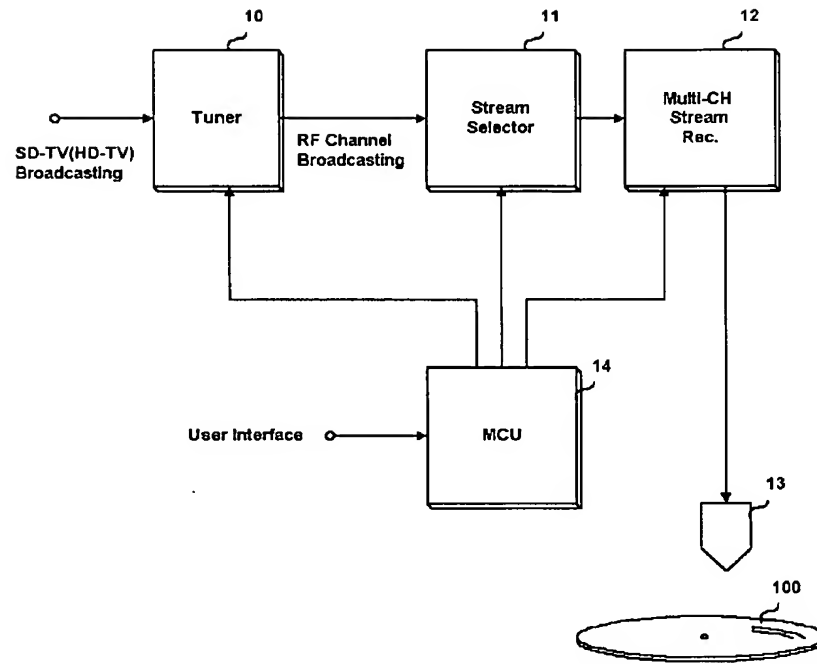 10
11
12
Tuner
Stream
Selector
Multi-CH
Stream
Rec.
SD-TV(HD-TV)
Broadcasting
RF Channel
Broadcasting
14
User Interface
MCU
13
100